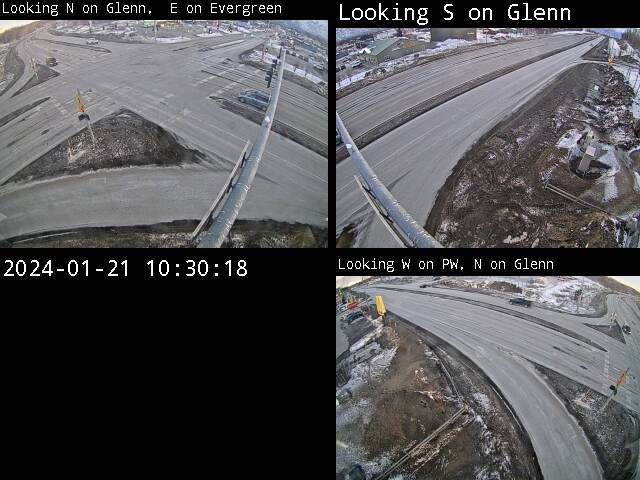 Looking N on Glenn, E on Evergreen
Looking S on Glenn
2024-01-21 10:30:18
Looking W on PW, N on Glenn